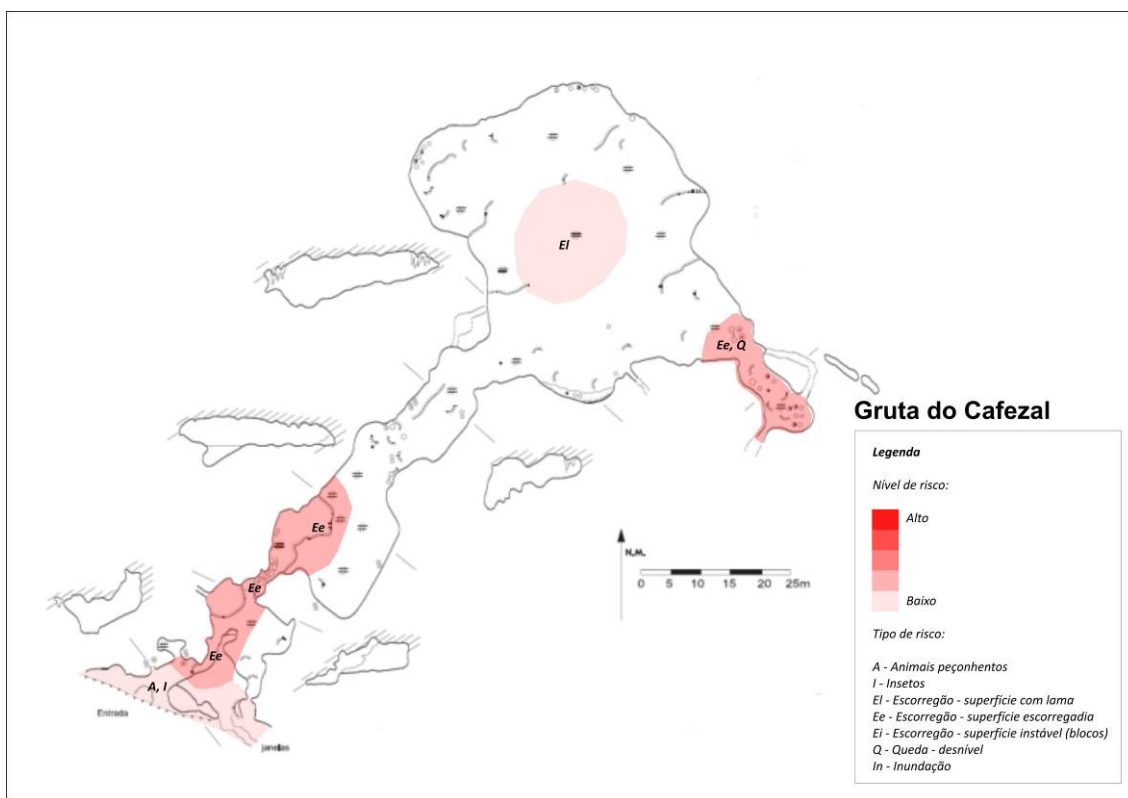 El
Ee, Q
Gruta do Cafezal
Legenda
Nível de risco:
Alto
Baixo
Tipo de risco:
A - Animais peçonhentos
I - Insetos
El - Escorregão - superfície com lama
Ee - Escorregão - superfície escorregadia
Ei - Escorregão - superfície instável (blocos)
Q - Queda - desnível
In - Inundação
Ee
N.M.
0 5 10 15 20 25m
Ee
Ee
A, I
Entrada
janelas